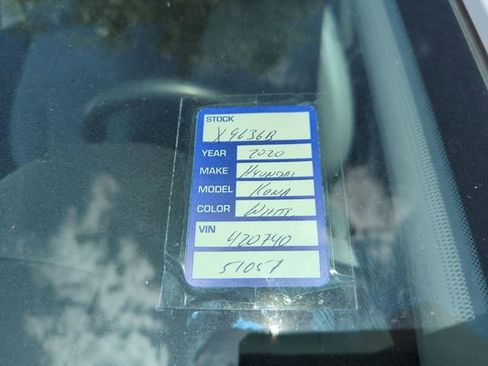 STOCK
X9636B
YEAR 2020
MAKE HYUNDAI
MODEL KONA
COLOR WHITE
VIN
420740
51057